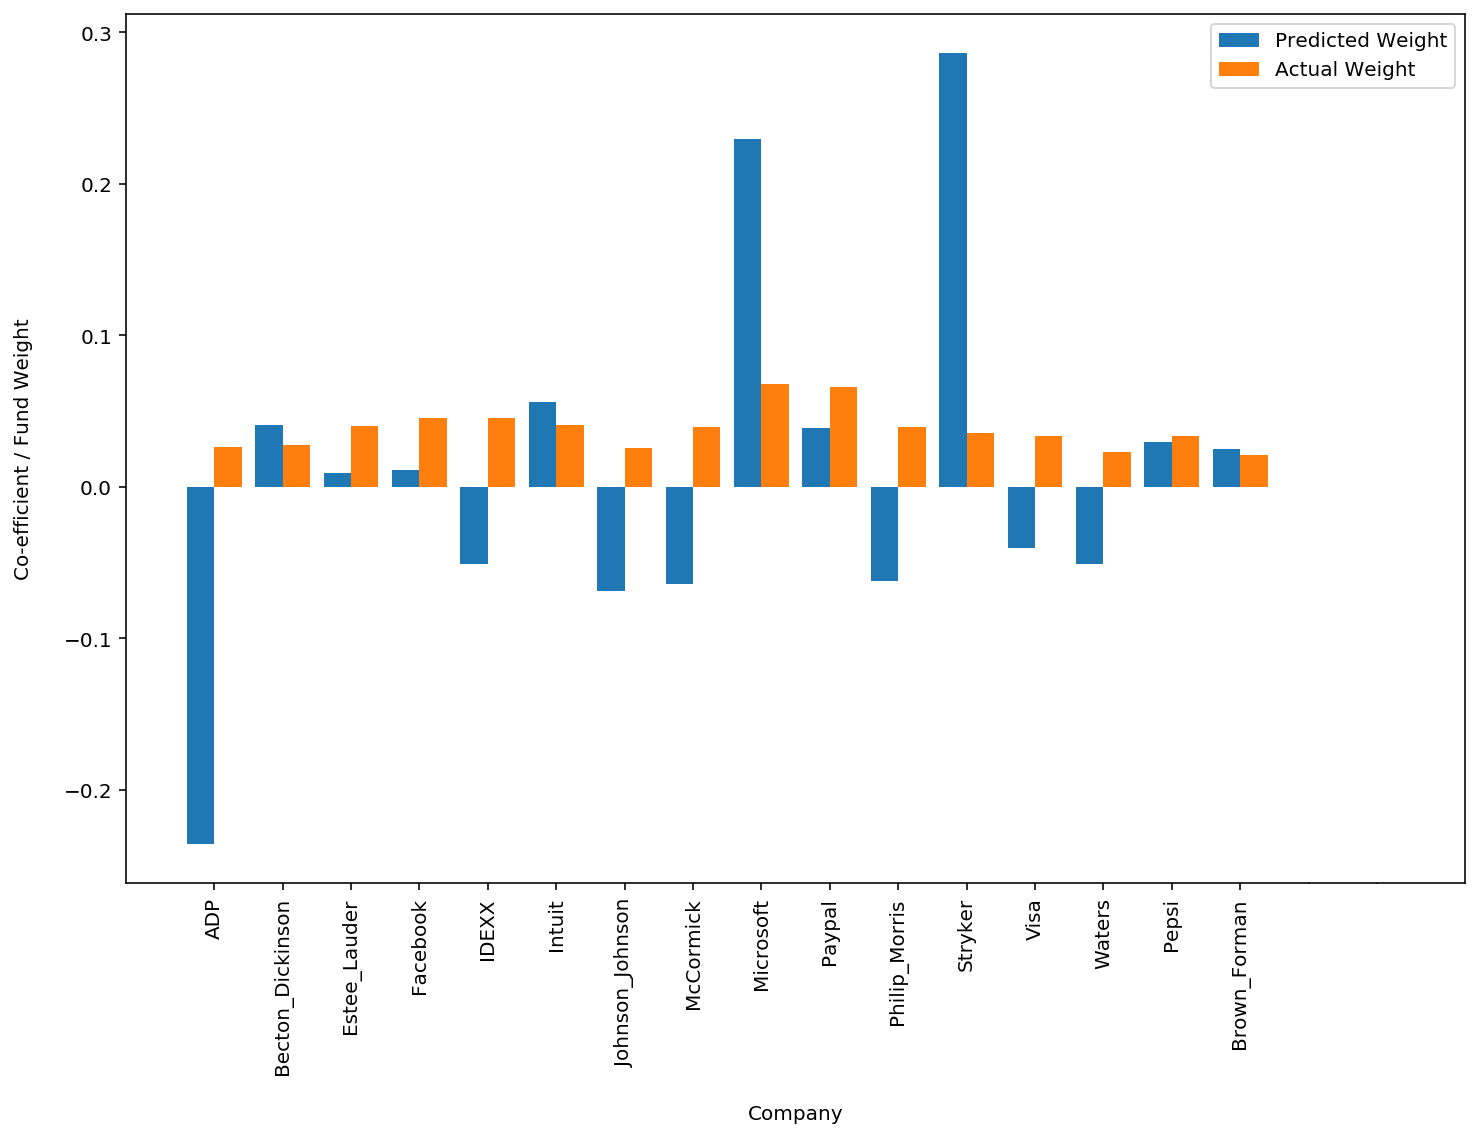 Predicted Weight
Actual Weight
0.3
0.2
0.1
0.0
−0.1
−0.2
Co-efficient / Fund Weight
ADP
Becton_Dickinson
Estee_Lauder
Facebook
IDEXX
Intuit
Johnson_Johnson
McCormick
Microsoft
Paypal
Philip_Morris
Stryker
Visa
Waters
Pepsi
Brown_Forman
Company